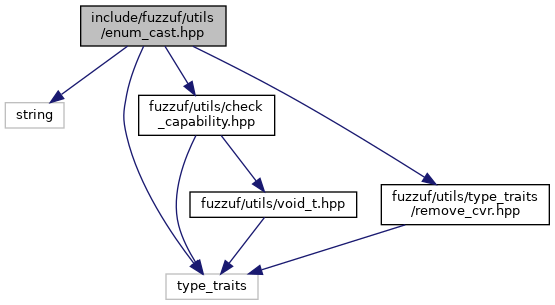 include/fuzzuf/utils
/enum_cast.hpp
string
fuzzuf/utils/check
_capability.hpp
fuzzuf/utils/void_t.hpp
fuzzuf/utils/type_traits
/remove_cvr.hpp
type_traits